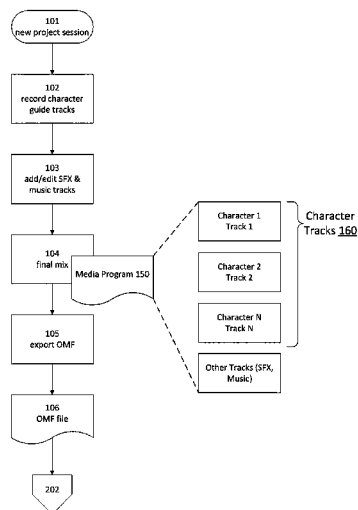 101
new project session
102
record character
guide tracks
103
add/edit SFX &
music tracks
104
final mix
Media Program 150
Character 1
Track 1
Character 2
Track 2
Character N
Track N
Other Tracks (SFX,
Music)
Character
Tracks 160
105
export OMF
106
OMF file
202